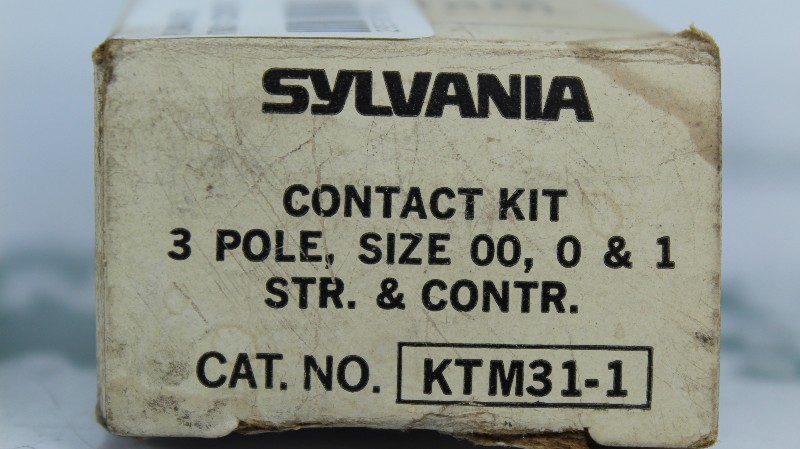 SYLVANIA
CONTACT KIT
3 POLE, SIZE 00, 0 & 1
STR. & CONTR.
CAT. NO. KTM31-1